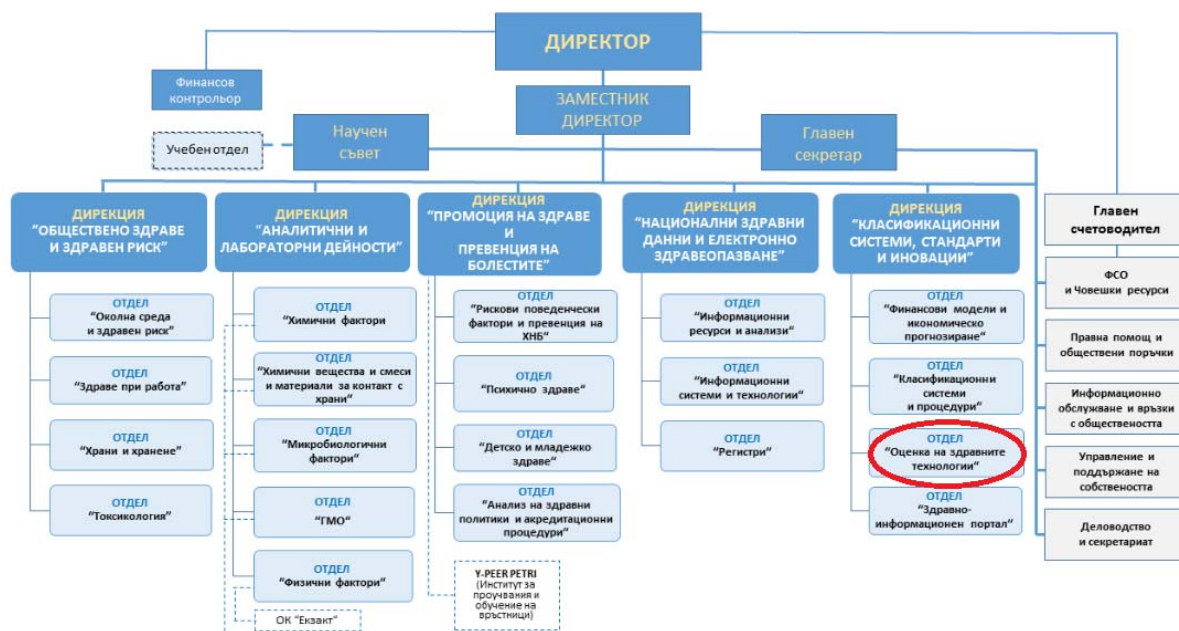 ДИРЕКТОР
Финансов
контрольор
ЗАМЕСТНИК
ДИРЕКТОР
Учебен отдел
Научен
съвет
Главен
секретар
ДИРЕКЦИЯ
“ОБЩЕСТВЕНО ЗДРАВЕ
И ЗДРАВЕН РИСК”
ОТДЕЛ
“Околна среда
и здравен риск”
ОТДЕЛ
“Здраве при работа”
ОТДЕЛ
“Храни и хранене”
ОТДЕЛ
“Токсикология”
ДИРЕКЦИЯ
“АНАЛИТИЧНИ И
ЛАБОРАТОРНИ ДЕЙНОСТИ”
ОТДЕЛ
“Химични фактори
ОТДЕЛ
“Химични вещества и смеси
и материали за контакт с
храни”
ОТДЕЛ
“Микробиологични
фактори”
ОТДЕЛ
“ГМО”
ОТДЕЛ
“Физични фактори”
ОК “Екзакт”
ДИРЕКЦИЯ
“ПРОМОЦИЯ НА ЗДРАВЕ
И
ПРЕВЕНЦИЯ НА
БОЛЕСТИТЕ”
ОТДЕЛ
Рискови поведенчески
фактори и превенция на
ХНБ”
ОТДЕЛ
“Психично здраве”
ОТДЕЛ
“Детско и младежко
здраве”
ОТДЕЛ
“Анализ на здравни
политики и акредитационни
процедури”
Y-PEER PETRI
(Институт за
проучвания и
обучение на
връстници)
ДИРЕКЦИЯ
“НАЦИОНАЛНИ ЗДРАВНИ
ДАННИ И ЕЛЕКТРОННО
ЗДРАВЕОПАЗВАНЕ”
ОТДЕЛ
“Информационни
ресурси и анализи”
ОТДЕЛ
“Информационни
системи и технологии”
ОТДЕЛ
“Регистри”
ДИРЕКЦИЯ
“КЛАСИФИКАЦИОННИ
СИСТЕМИ, СТАНДАРТИ
И ИНОВАЦИИ”
ОТДЕЛ
“Финансови модели и
икономическо
прогнозиране”
ОТДЕЛ
“Класификационни
системи
и процедури”
ОТДЕЛ
“Оценка на здравните
технологии”
ОТДЕЛ
“Здравно-
информационен портал”
Главен
счетоводител
ФСО
и Човешки ресурси
Правна помощ и
обществени поръчки
Информационно
обслужване и връзки
с обществеността
Управление и
поддържане на
собствеността
Деловодство
и секретариат